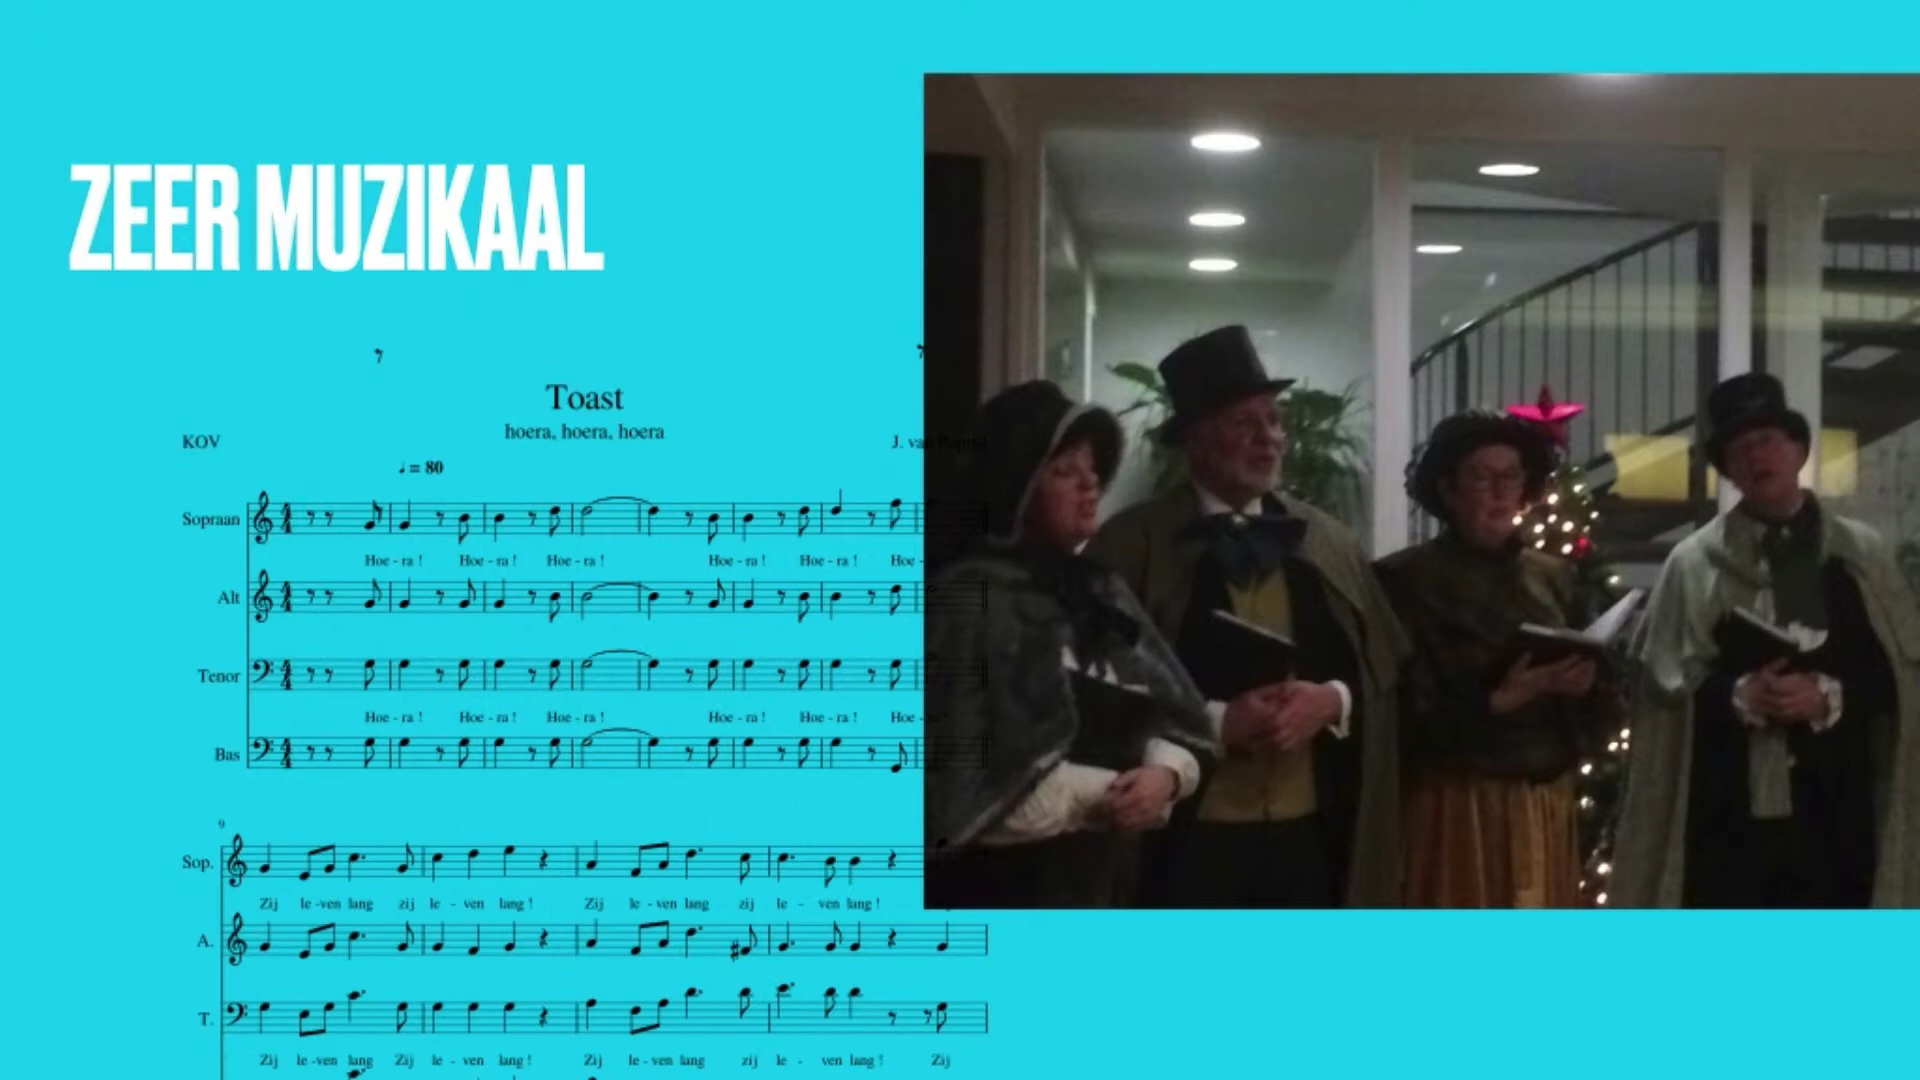 ZEER MUZIKAAL
Toast
hoera, hoera, hoera
KOV
J. van
♩ = 80
Sopraan
Hoe - ra ! Hoe - ra ! Hoe - ra ! Hoe - ra ! Hoe - ra ! Hoe -
Alt
Tenor
Hoe - ra ! Hoe - ra ! Hoe - ra ! Hoe - ra ! Hoe - ra ! Hoe -
Bas
9
Sop.
Zij le - ven lang zij le - ven lang ! Zij le - ven lang zij le - ven lang !
A.
T.
Zij le - ven lang Zij le - ven lang ! Zij le - ven lang zij le - ven lang ! Zij